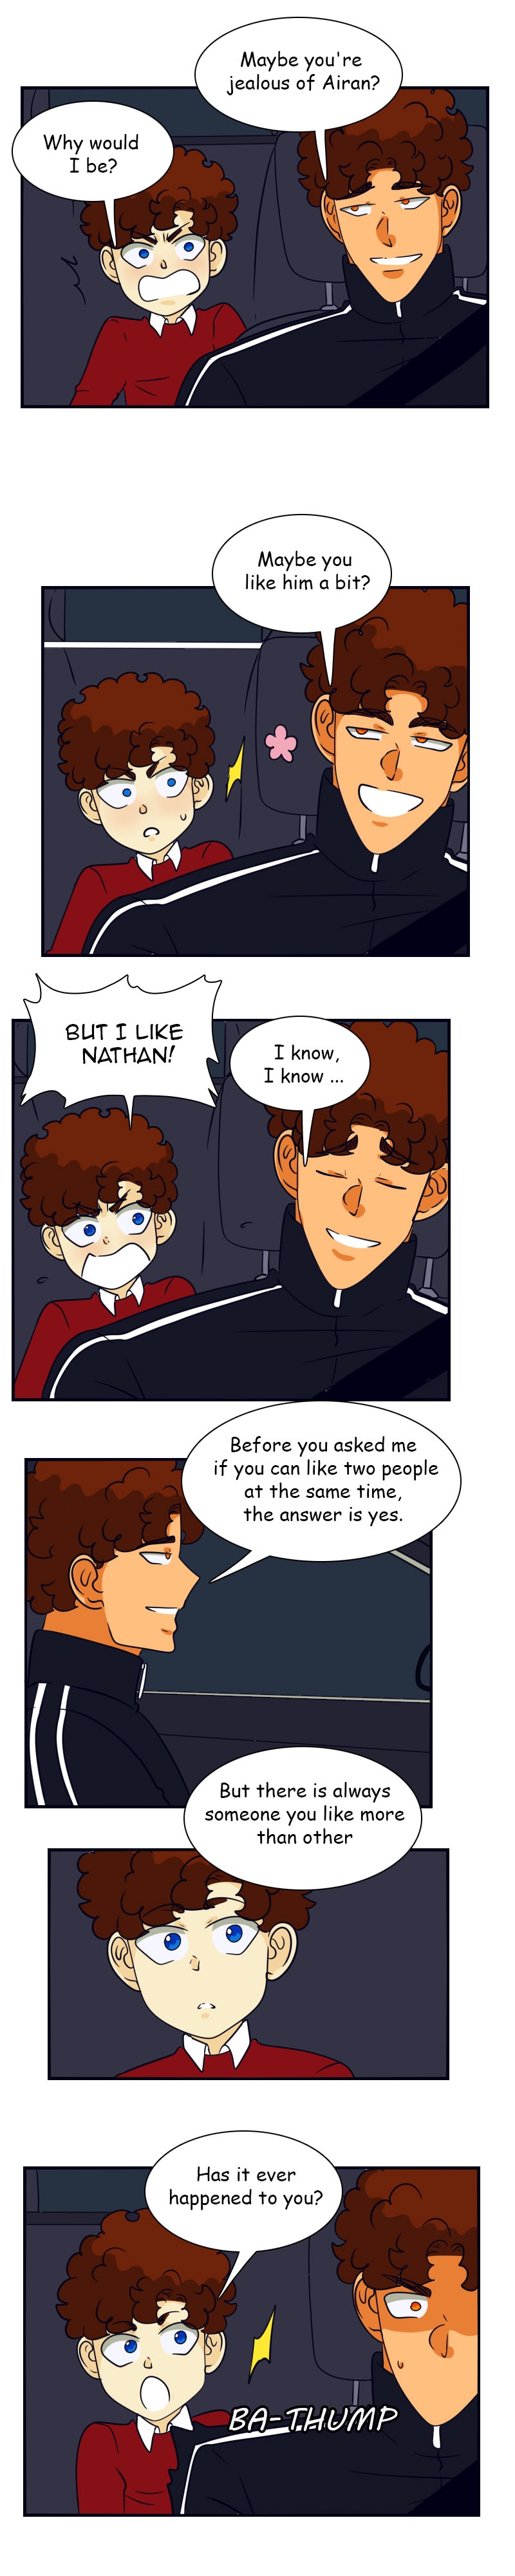 Maybe you're
jealous of Airan?
Why would
I be?
Maybe you
like him a bit?
BUT I LIKE
NATHAN!
I know,
I know ...
Before you asked me
if you can like two people
at the same time,
the answer is yes.
But there is always
someone you like more
than other
Has it ever
happened to you?
BA-THUMP